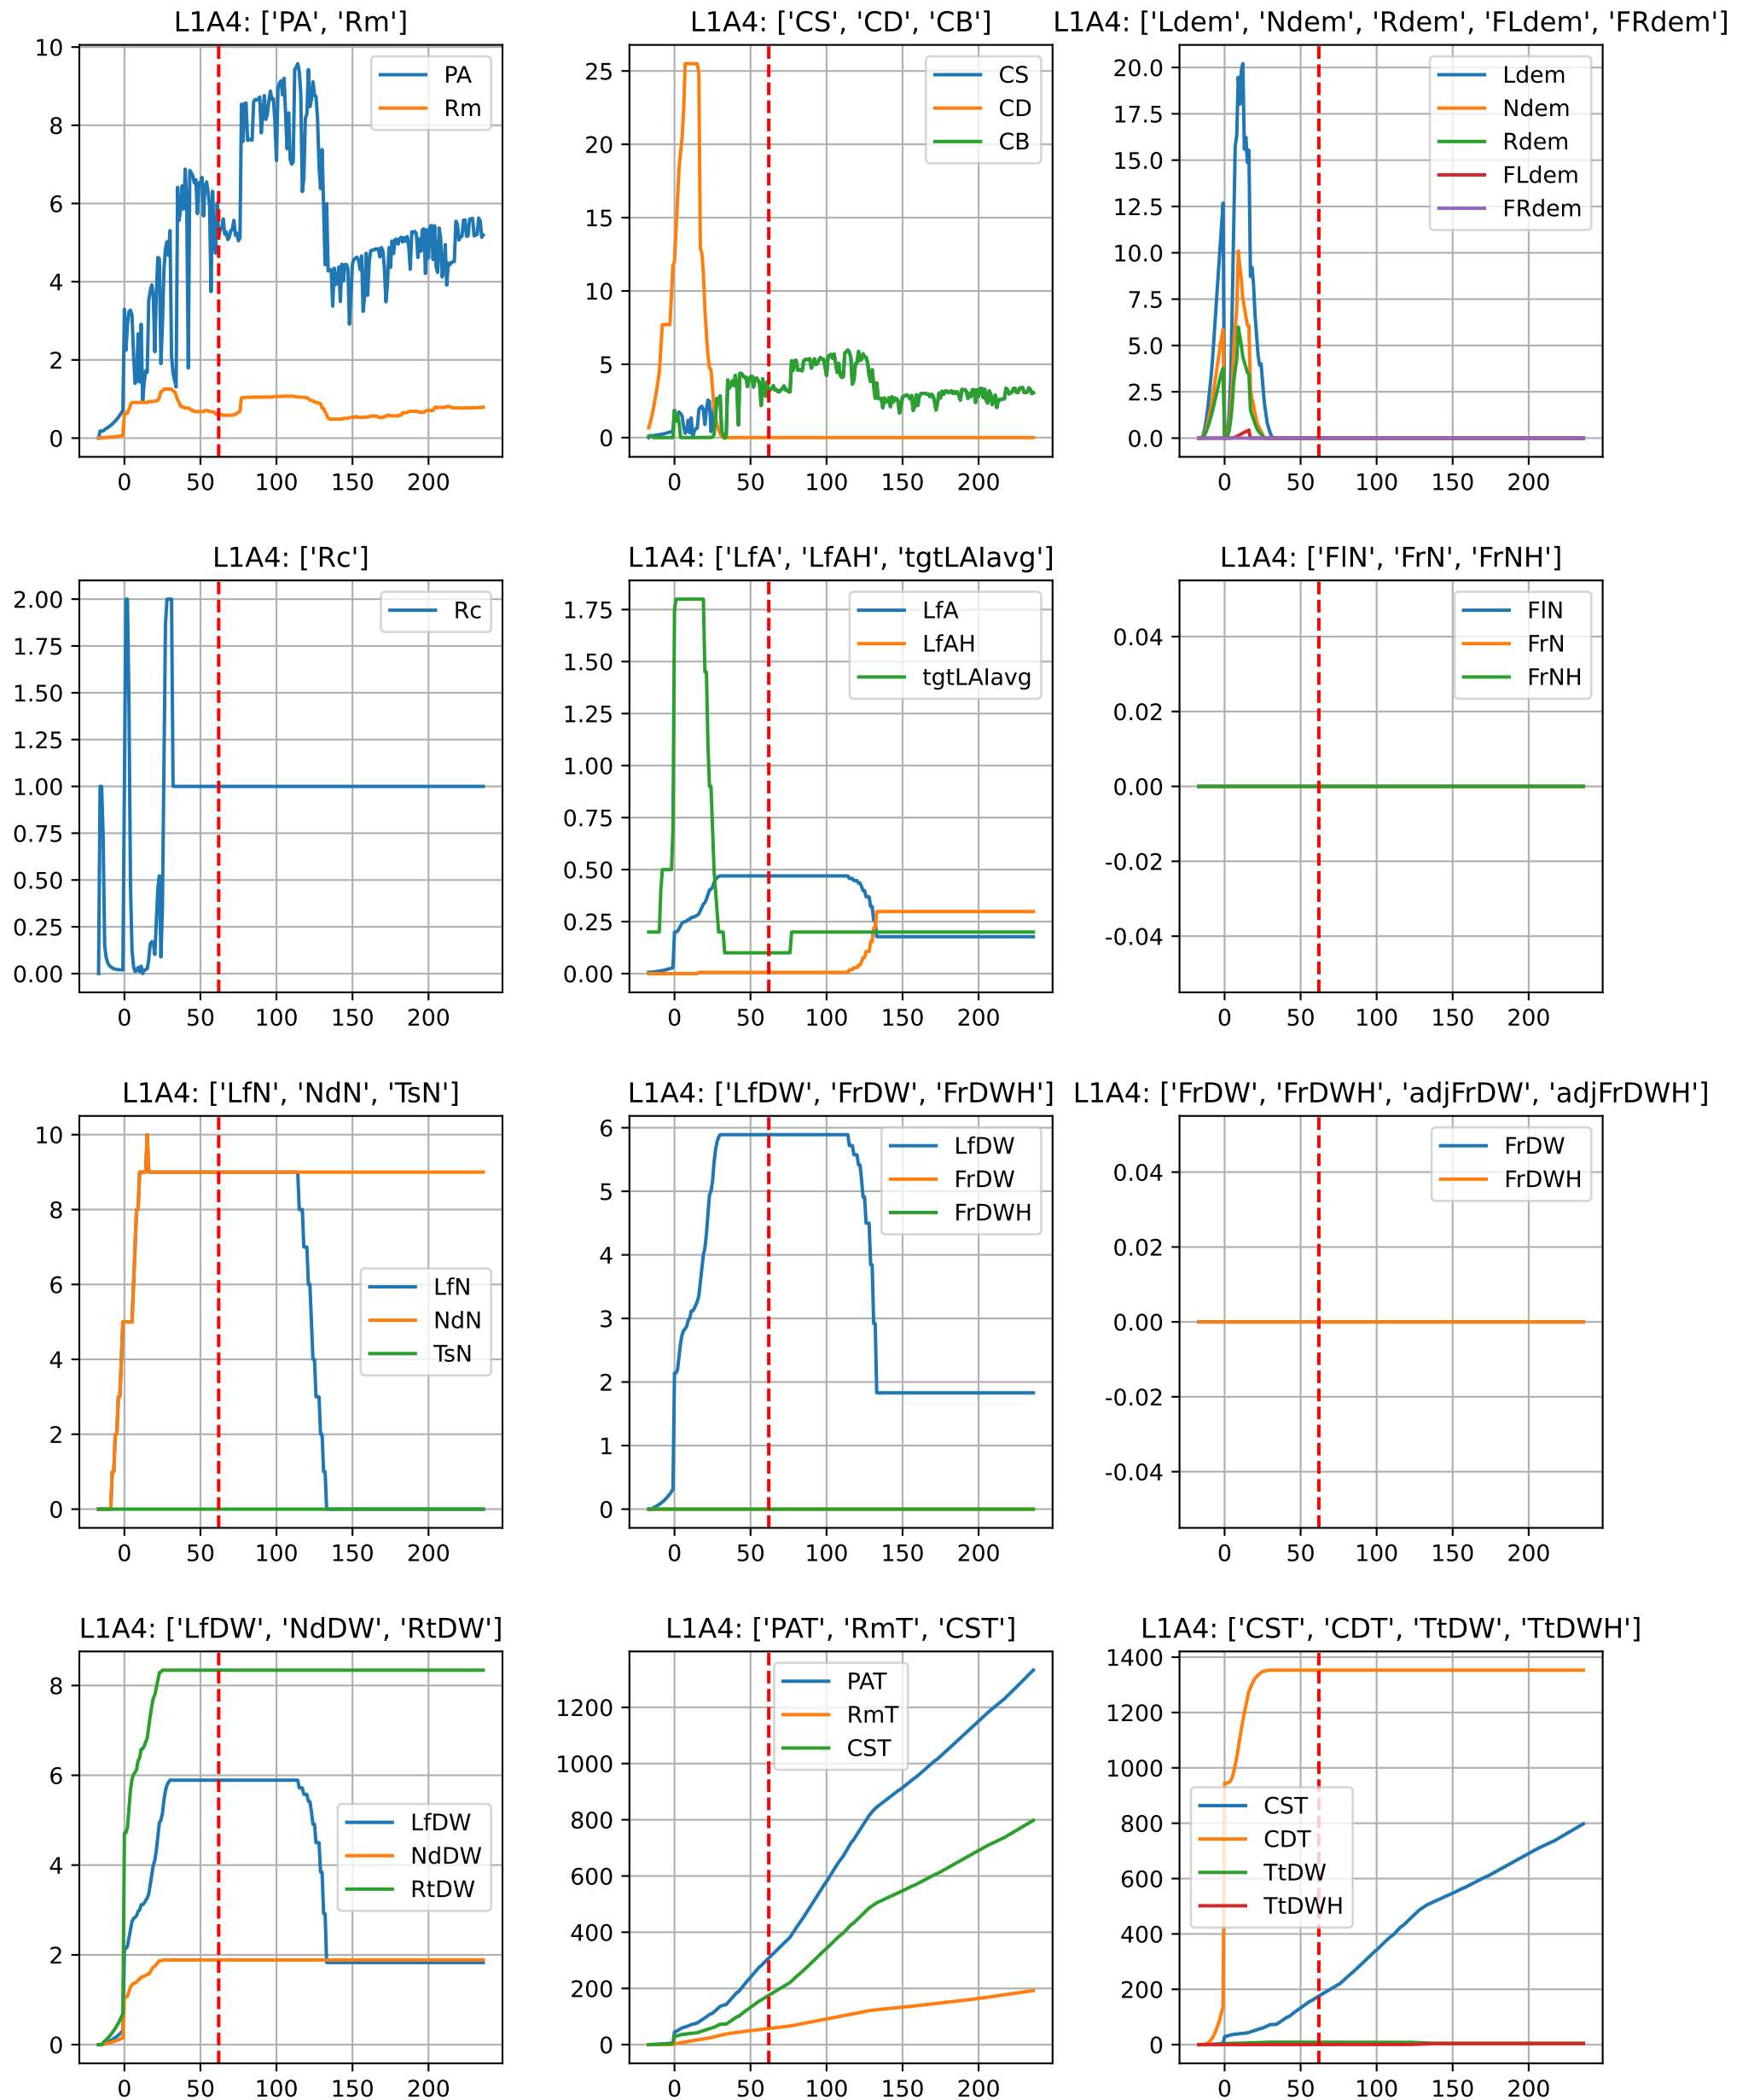 L1A4: ['PA', 'Rm']
10
8
6
4
2
0
0 50 100 150 200
PA
Rm
L1A4: ['CS', 'CD', 'CB']
25
20
15
10
5
0
0 50 100 150 200
CS
CD
CB
L1A4: ['Ldem', 'Ndem', 'Rdem', 'FLdem', 'FRdem']
20.0
17.5
15.0
12.5
10.0
7.5
5.0
2.5
0.0
0 50 100 150 200
Ldem
Ndem
Rdem
FLdem
FRdem
L1A4: ['Rc']
2.00
1.75
1.50
1.25
1.00
0.75
0.50
0.25
0.00
0 50 100 150 200
Rc
L1A4: ['LfA', 'LfAH', 'tgtLAIavg']
1.75
1.50
1.25
1.00
0.75
0.50
0.25
0.00
0 50 100 150 200
LfA
LfAH
tgtLAIavg
L1A4: ['FlN', 'FrN', 'FrNH']
0.04
0.02
0.00
-0.02
-0.04
0 50 100 150 200
FlN
FrN
FrNH
L1A4: ['LfN', 'NdN', 'TsN']
10
8
6
4
2
0
0 50 100 150 200
LfN
NdN
TsN
L1A4: ['LfDW', 'FrDW', 'FrDWH']
6
5
4
3
2
1
0
0 50 100 150 200
LfDW
FrDW
FrDWH
L1A4: ['FrDW', 'FrDWH', 'adjFrDW', 'adjFrDWH']
0.04
0.02
0.00
-0.02
-0.04
0 50 100 150 200
FrDW
FrDWH
L1A4: ['LfDW', 'NdDW', 'RtDW']
8
6
4
2
0
0 50 100 150 200
LfDW
NdDW
RtDW
L1A4: ['PAT', 'RmT', 'CST']
1200
1000
800
600
400
200
0
0 50 100 150 200
PAT
RmT
CST
L1A4: ['CST', 'CDT', 'TtDW', 'TtDWH']
1400
1200
1000
800
600
400
200
0
0 50 100 150 200
CST
CDT
TtDW
TtDWH